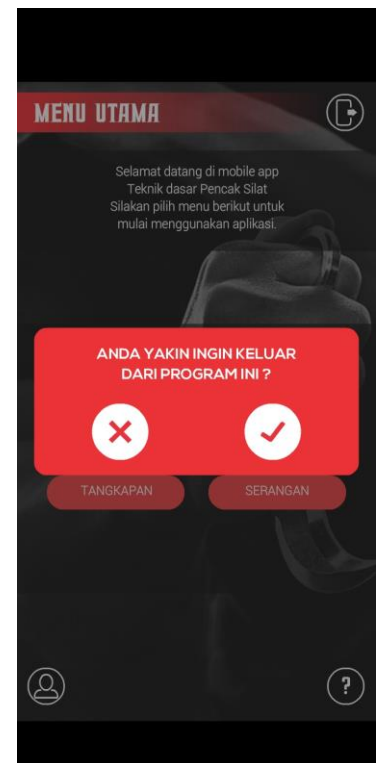 MENU UTAMA
Selamat datang di mobile app
Teknik dasar Pencak Silat
Silakan pilih menu berikut untuk
mulai menggunakan aplikasi.
ANDA YAKIN INGIN KELUAR
DARI PROGRAM INI ?
TANGKAPAN
SERANGAN
?